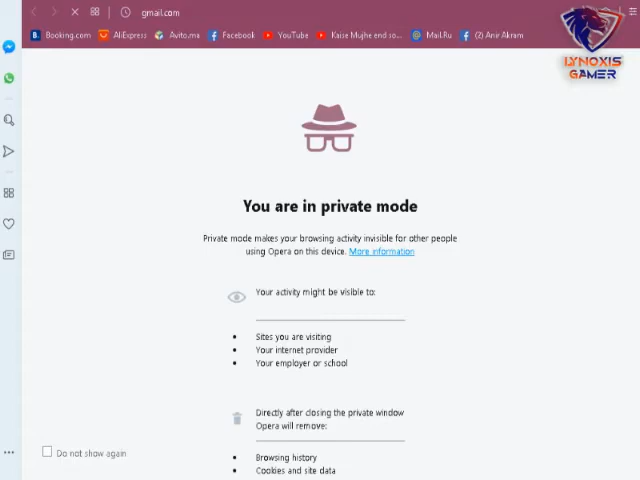 gmail.com
Booking.com AliExpress Avito.ma Facebook YouTube Kaise Mujhe end so... Mail.Ru (2) Anir Akram
LYNOXIS
GAMER
You are in private mode
Private mode makes your browsing activity invisible for other people
using Opera on this device. More information
Your activity might be visible to:
• Sites you are visiting
• Your internet provider
• Your employer or school
Directly after closing the private window
Opera will remove:
Do not show again
• Browsing history
• Cookies and site data